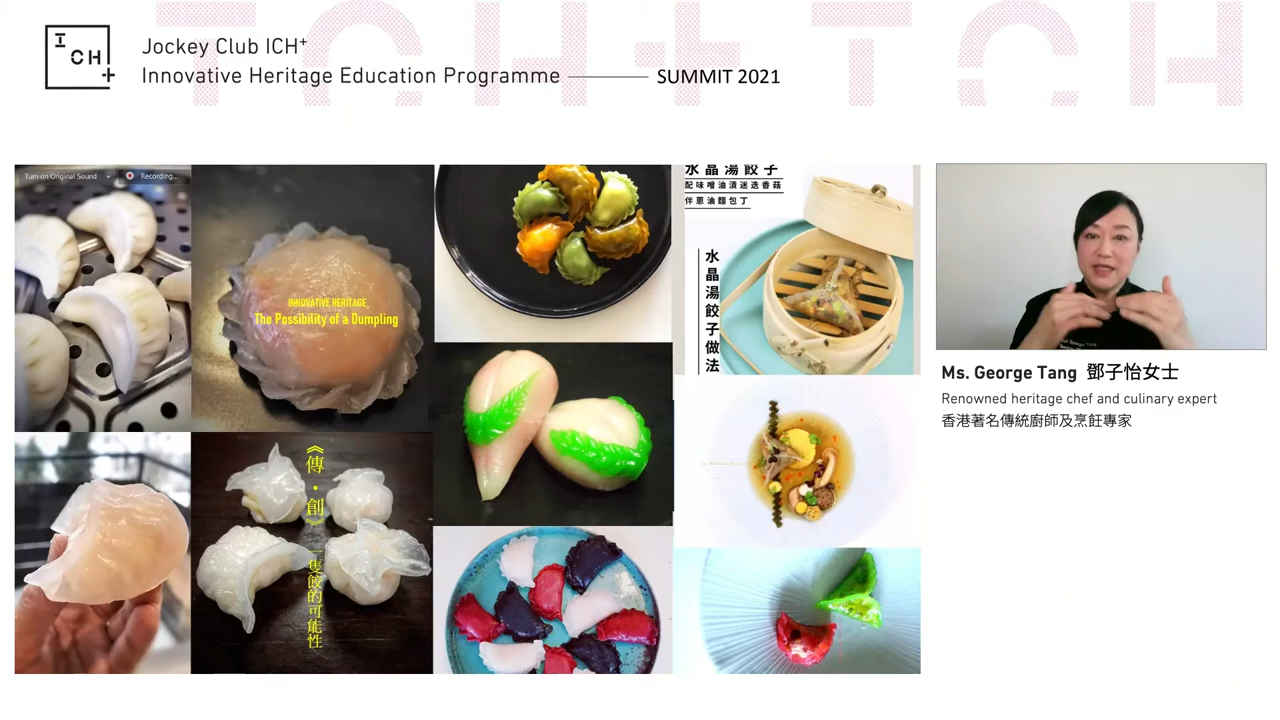 ICH+
Jockey Club ICH+
Innovative Heritage Education Programme
SUMMIT 2021
Turn on Original Sound
Recording...
INNOVATIVE HERITAGE,
The Possibility of a Dumpling
《傳・創》
一隻餃的可能性
水晶湯餃子
配味噌油漬迷迭香菇
伴蔥油麵包丁
水晶湯餃子做法
Ms. George Tang 鄧子怡女士
Renowned heritage chef and culinary expert
香港著名傳統廚師及烹飪專家